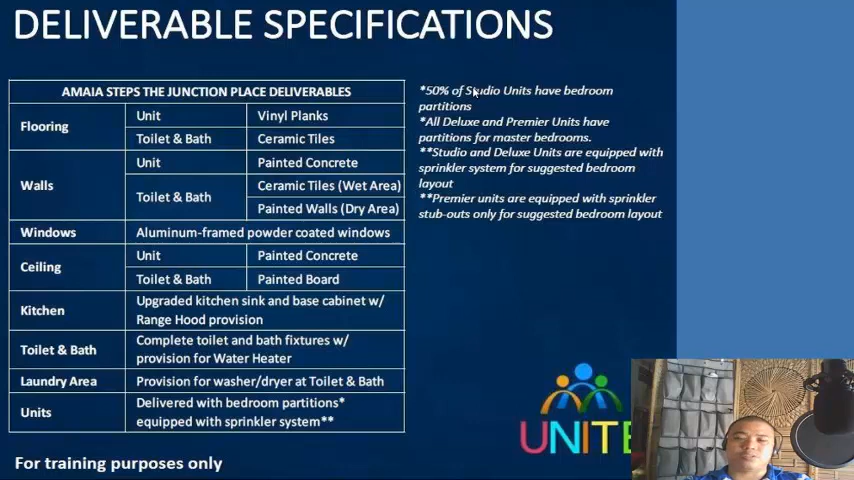 DELIVERABLE SPECIFICATIONS
AMAIA STEPS THE JUNCTION PLACE DELIVERABLES
Flooring
Unit
Vinyl Planks
Toilet & Bath
Ceramic Tiles
Walls
Unit
Painted Concrete
Toilet & Bath
Ceramic Tiles (Wet Area)
Painted Walls (Dry Area)
Windows
Aluminum-framed powder coated windows
Ceiling
Unit
Painted Concrete
Toilet & Bath
Painted Board
Kitchen
Upgraded kitchen sink and base cabinet w/
Range Hood provision
Toilet & Bath
Complete toilet and bath fixtures w/
provision for Water Heater
Laundry Area
Provision for washer/dryer at Toilet & Bath
Units
Delivered with bedroom partitions*
equipped with sprinkler system**
*50% of Studio Units have bedroom
partitions
*All Deluxe and Premier Units have
partitions for master bedrooms.
**Studio and Deluxe Units are equipped with
sprinkler system for suggested bedroom
layout
**Premier units are equipped with sprinkler
stub-outs only for suggested bedroom layout
UNITE
For training purposes only